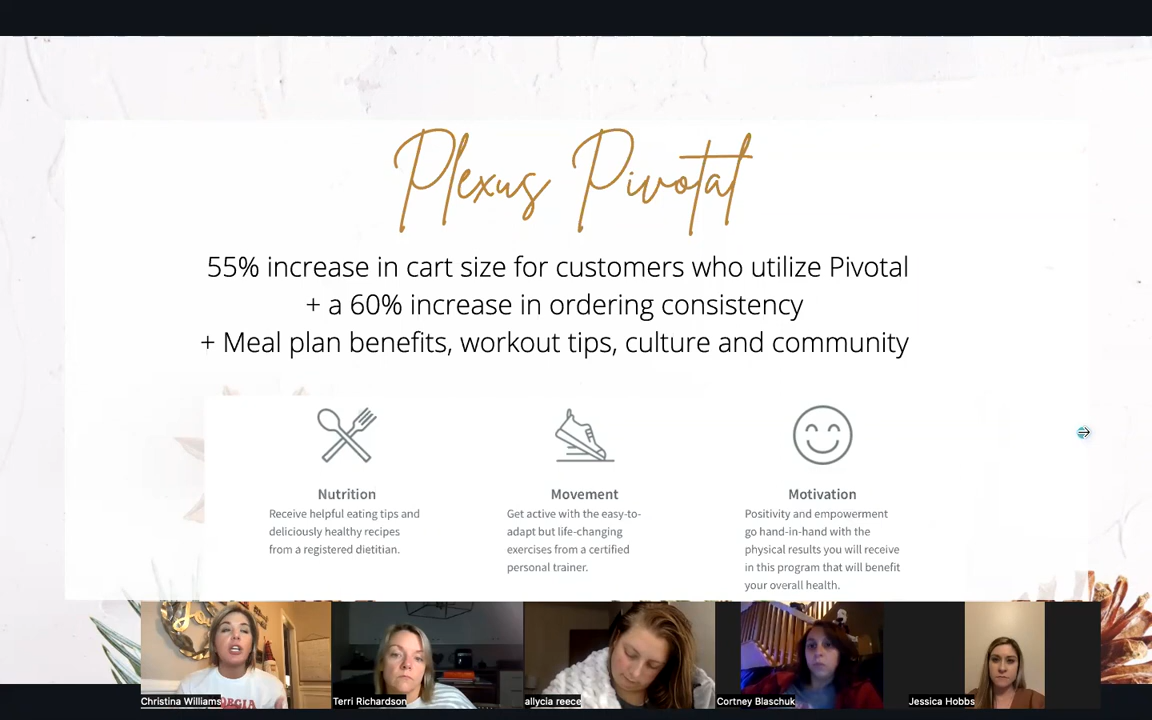 Plexus Pivotal
55% increase in cart size for customers who utilize Pivotal
+ a 60% increase in ordering consistency
+ Meal plan benefits, workout tips, culture and community
Nutrition
Receive helpful eating tips and
deliciously healthy recipes
from a registered dietitian.
Movement
Get active with the easy-to-
adapt but life-changing
exercises from a certified
personal trainer.
Motivation
Positivity and empowerment
go hand-in-hand with the
physical results you will receive
in this program that will benefit
your overall health.
Christina Williams
Terri Richardson
allycia reece
Cortney Blaschuk
Jessica Hobbs